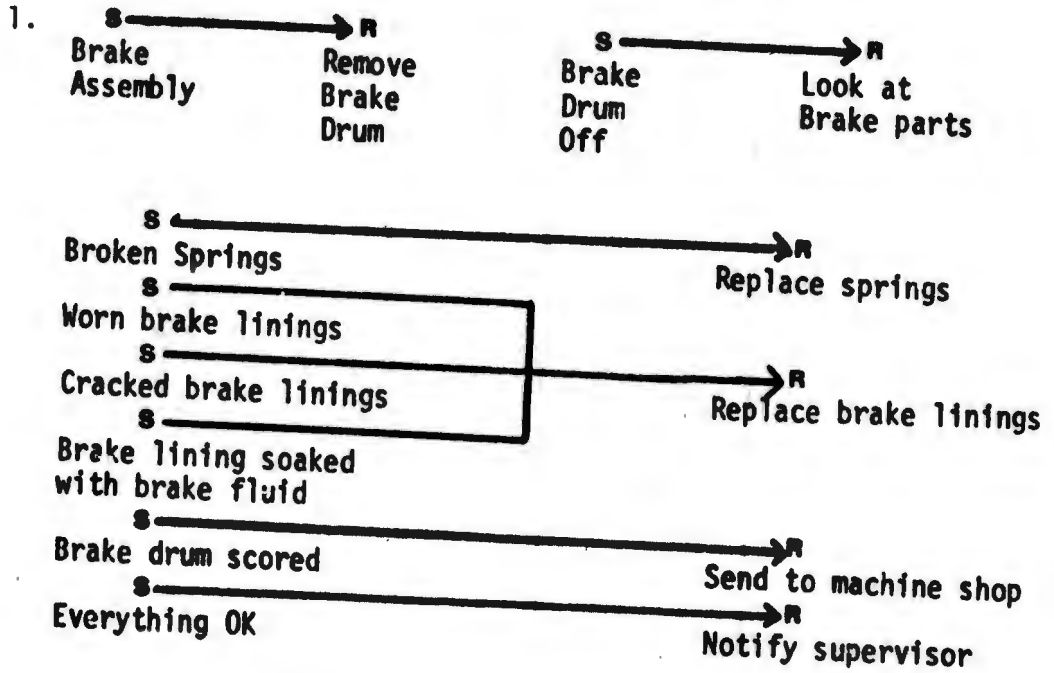 1.
S R
Brake
Assembly
Remove
Brake
Drum
S R
Brake
Drum
Off
Look at
Brake parts
S R
Broken Springs
Replace springs
S
Worn brake linings
S R
Cracked brake linings
Replace brake linings
S
Brake lining soaked
with brake fluid
S R
Brake drum scored
Send to machine shop
S R
Everything OK
Notify supervisor